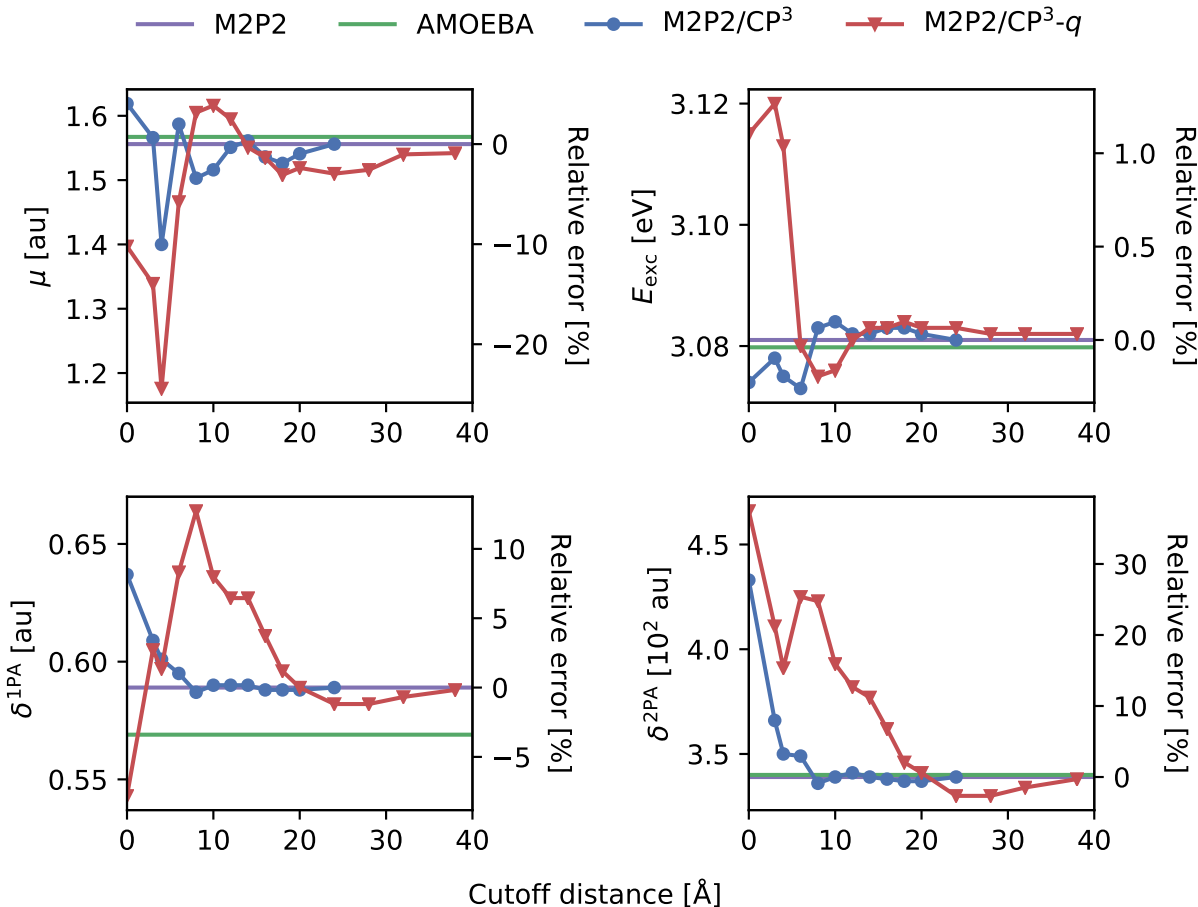 M2P2 AMOEBA M2P2/CP³ M2P2/CP³-q
1.6
1.5
1.4
1.3
1.2
μ [au]
0
−10
−20
Relative error [%]
0 10 20 30 40
3.12
3.10
3.08
E_exc [eV]
1.0
0.5
0.0
Relative error [%]
0 10 20 30 40
0.65
0.60
0.55
δ¹ᴾᴬ [au]
10
5
0
−5
Relative error [%]
0 10 20 30 40
4.5
4.0
3.5
δ²ᴾᴬ [10² au]
30
20
10
0
Relative error [%]
0 10 20 30 40
Cutoff distance [Å]